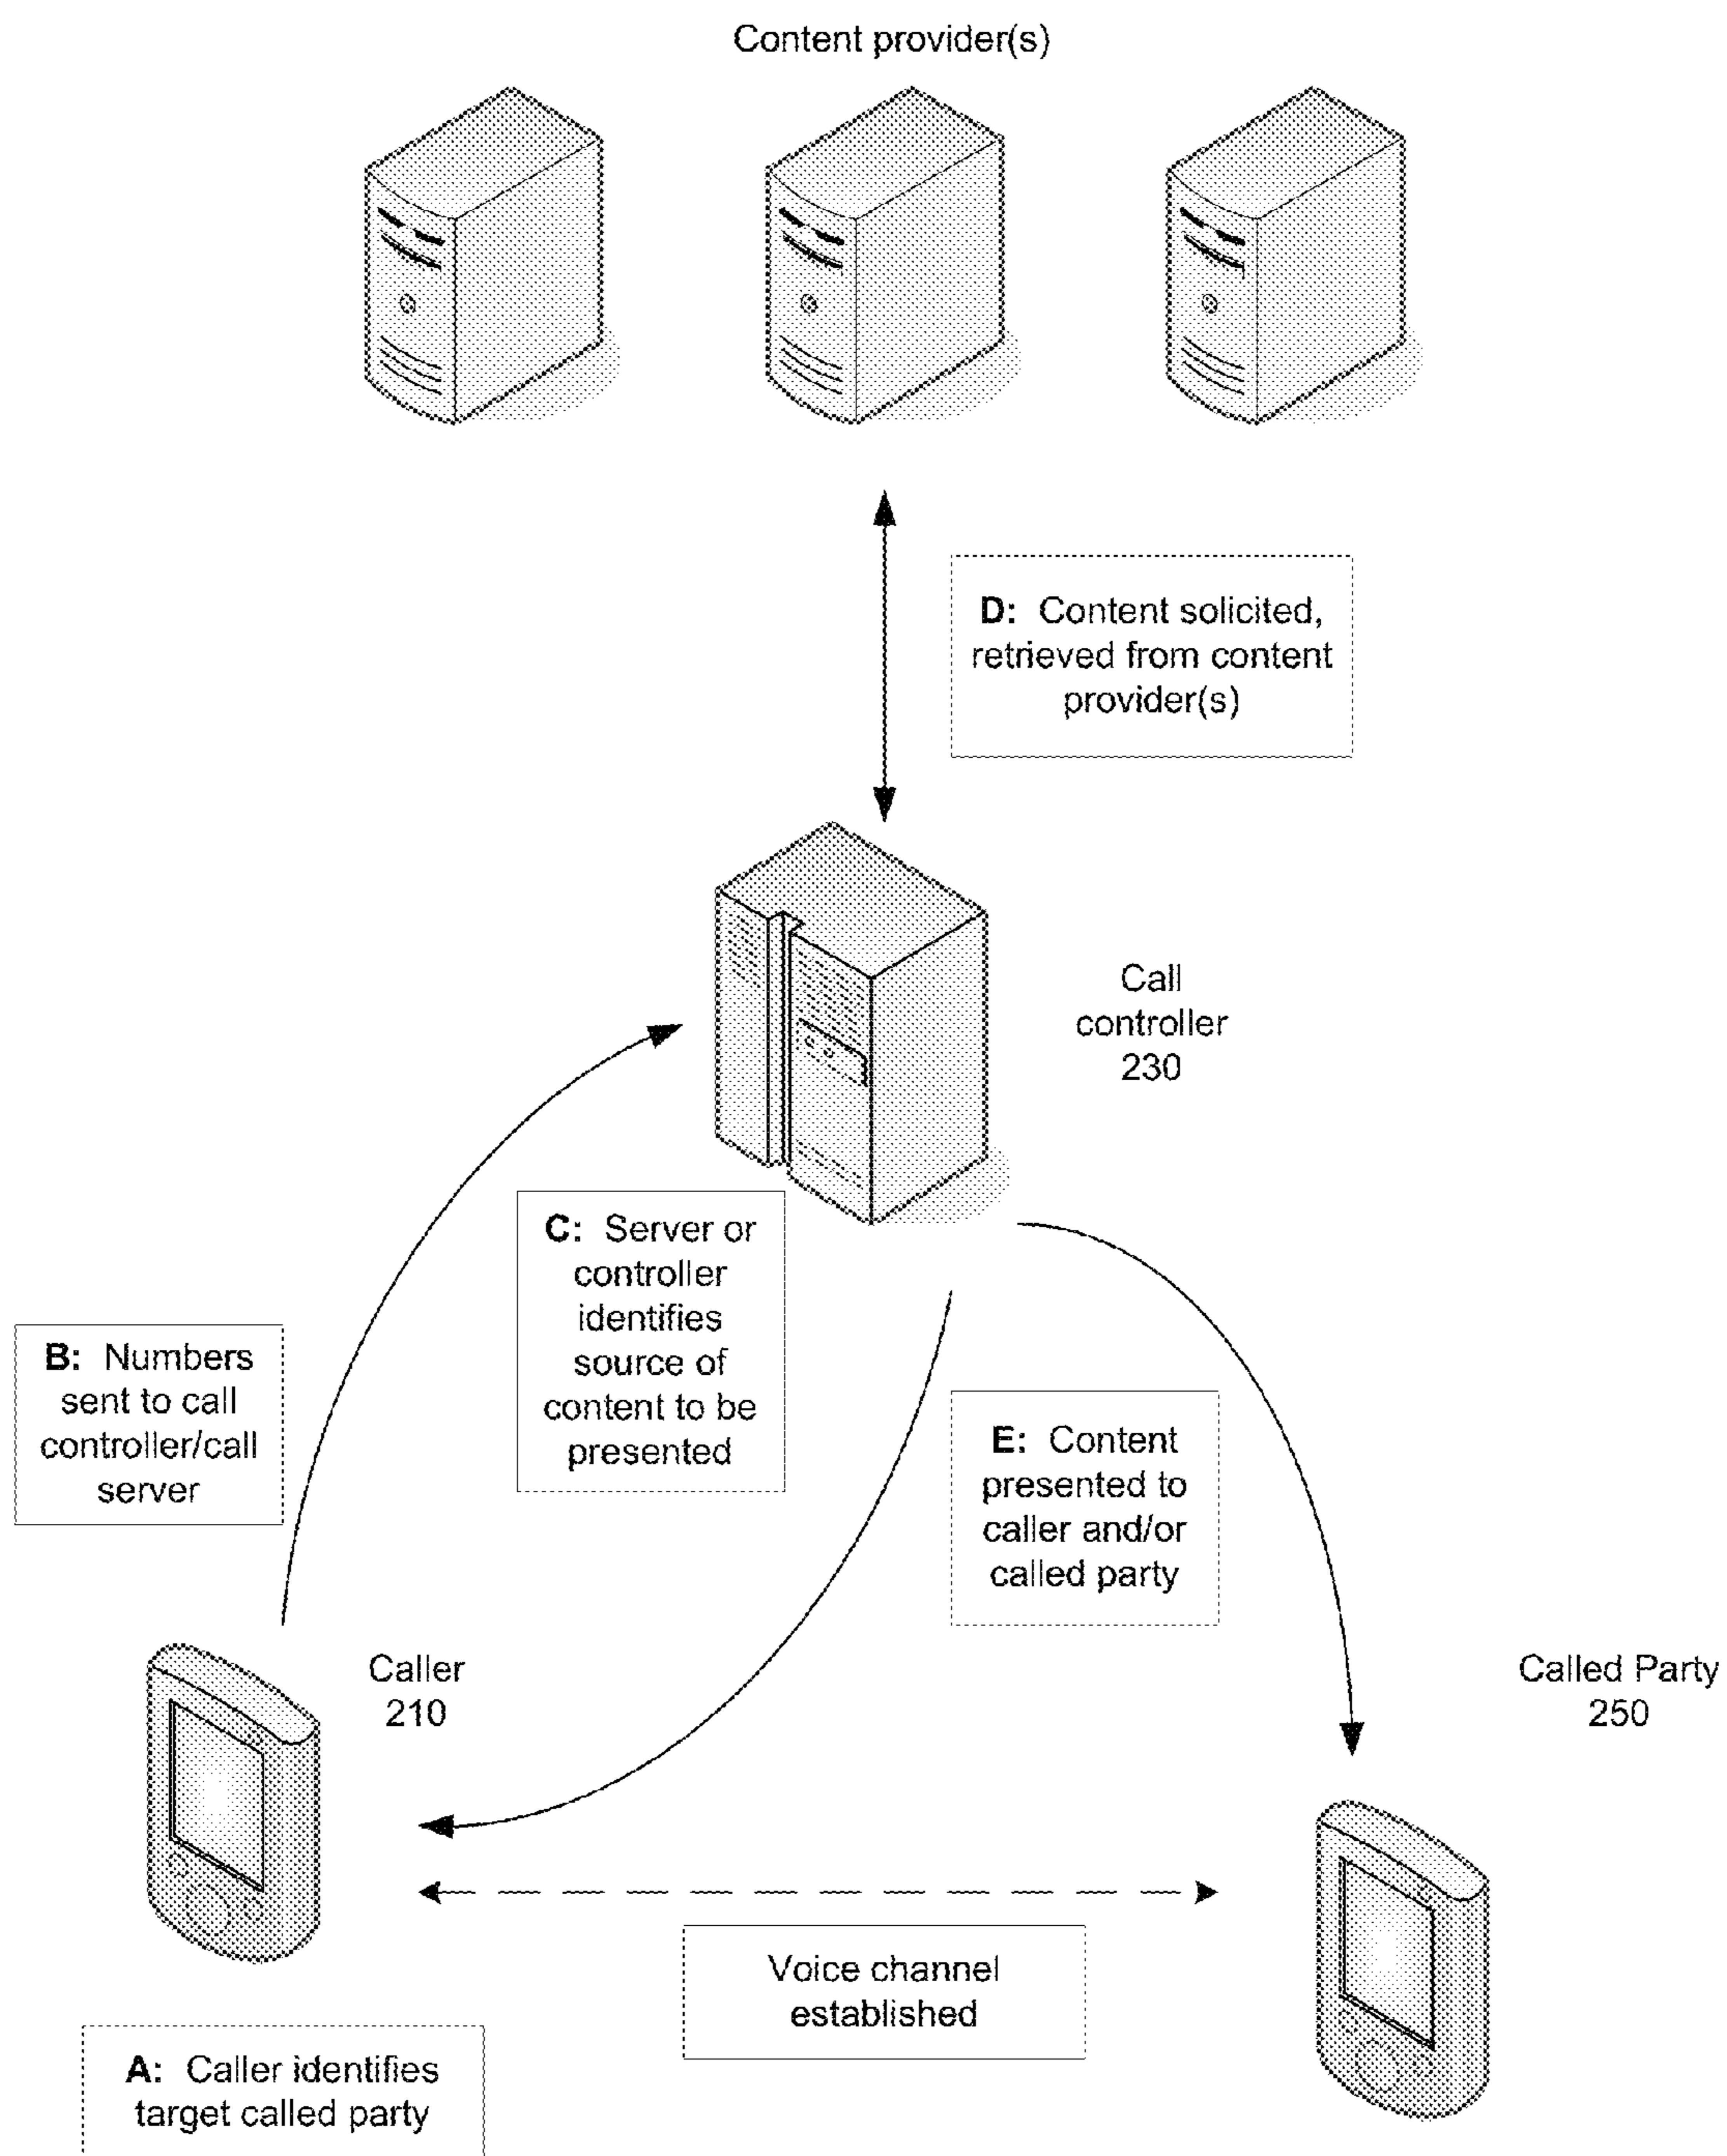 Content provider(s)
D: Content solicited,
retrieved from content
provider(s)
Call
controller
230
C: Server or
controller
identifies
source of
content to be
presented
B: Numbers
sent to call
controller/call
server
E: Content
presented to
caller and/or
called party
Caller
210
Called Party
250
Voice channel
established
A: Caller identifies
target called party